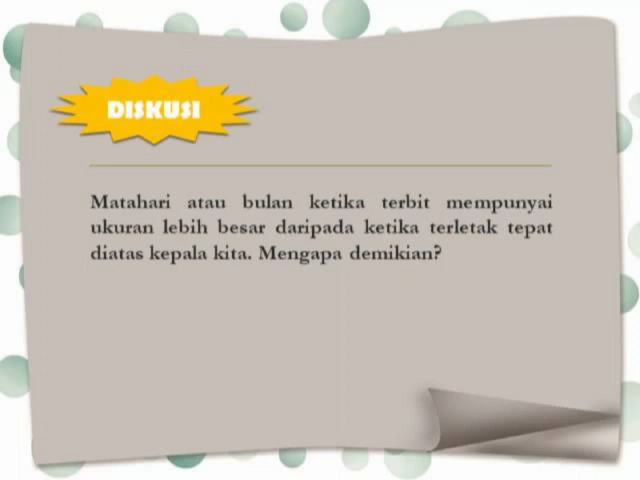 DISKUSI
Matahari atau bulan ketika terbit mempunyai
ukuran lebih besar daripada ketika terletak tepat
diatas kepala kita. Mengapa demikian?